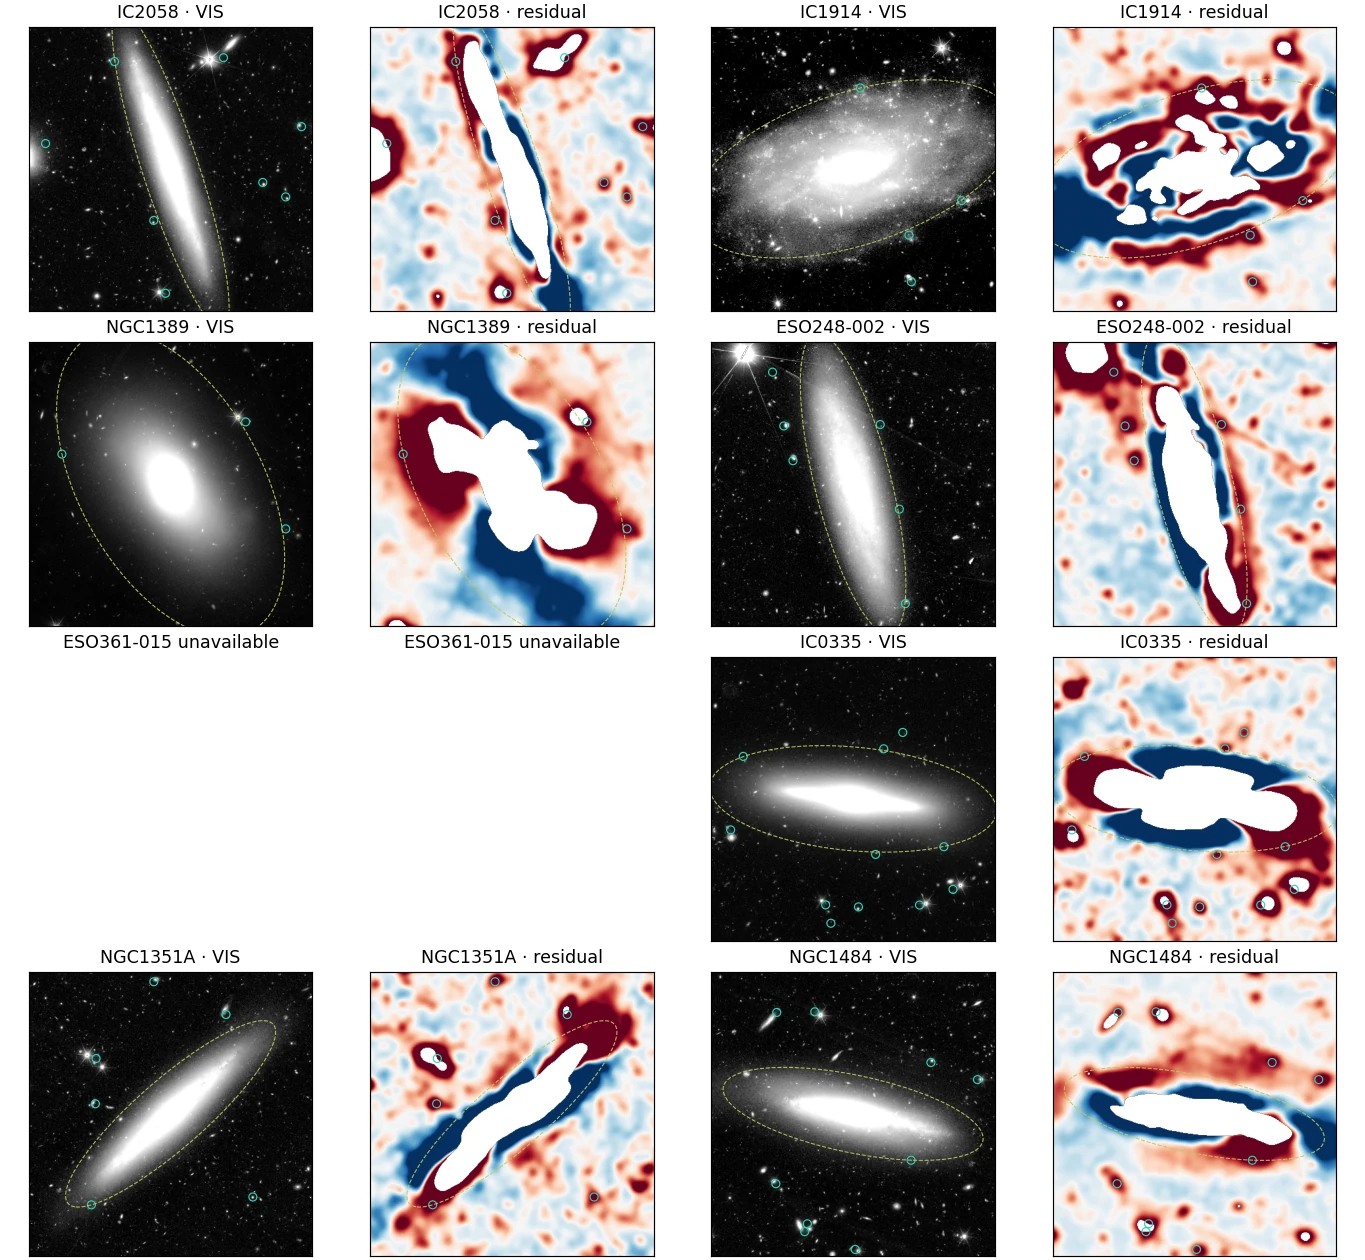 IC2058 · VIS
IC2058 · residual
IC1914 · VIS
IC1914 · residual
NGC1389 · VIS
NGC1389 · residual
ESO248-002 · VIS
ESO248-002 · residual
ESO361-015 unavailable
ESO361-015 unavailable
IC0335 · VIS
IC0335 · residual
NGC1351A · VIS
NGC1351A · residual
NGC1484 · VIS
NGC1484 · residual